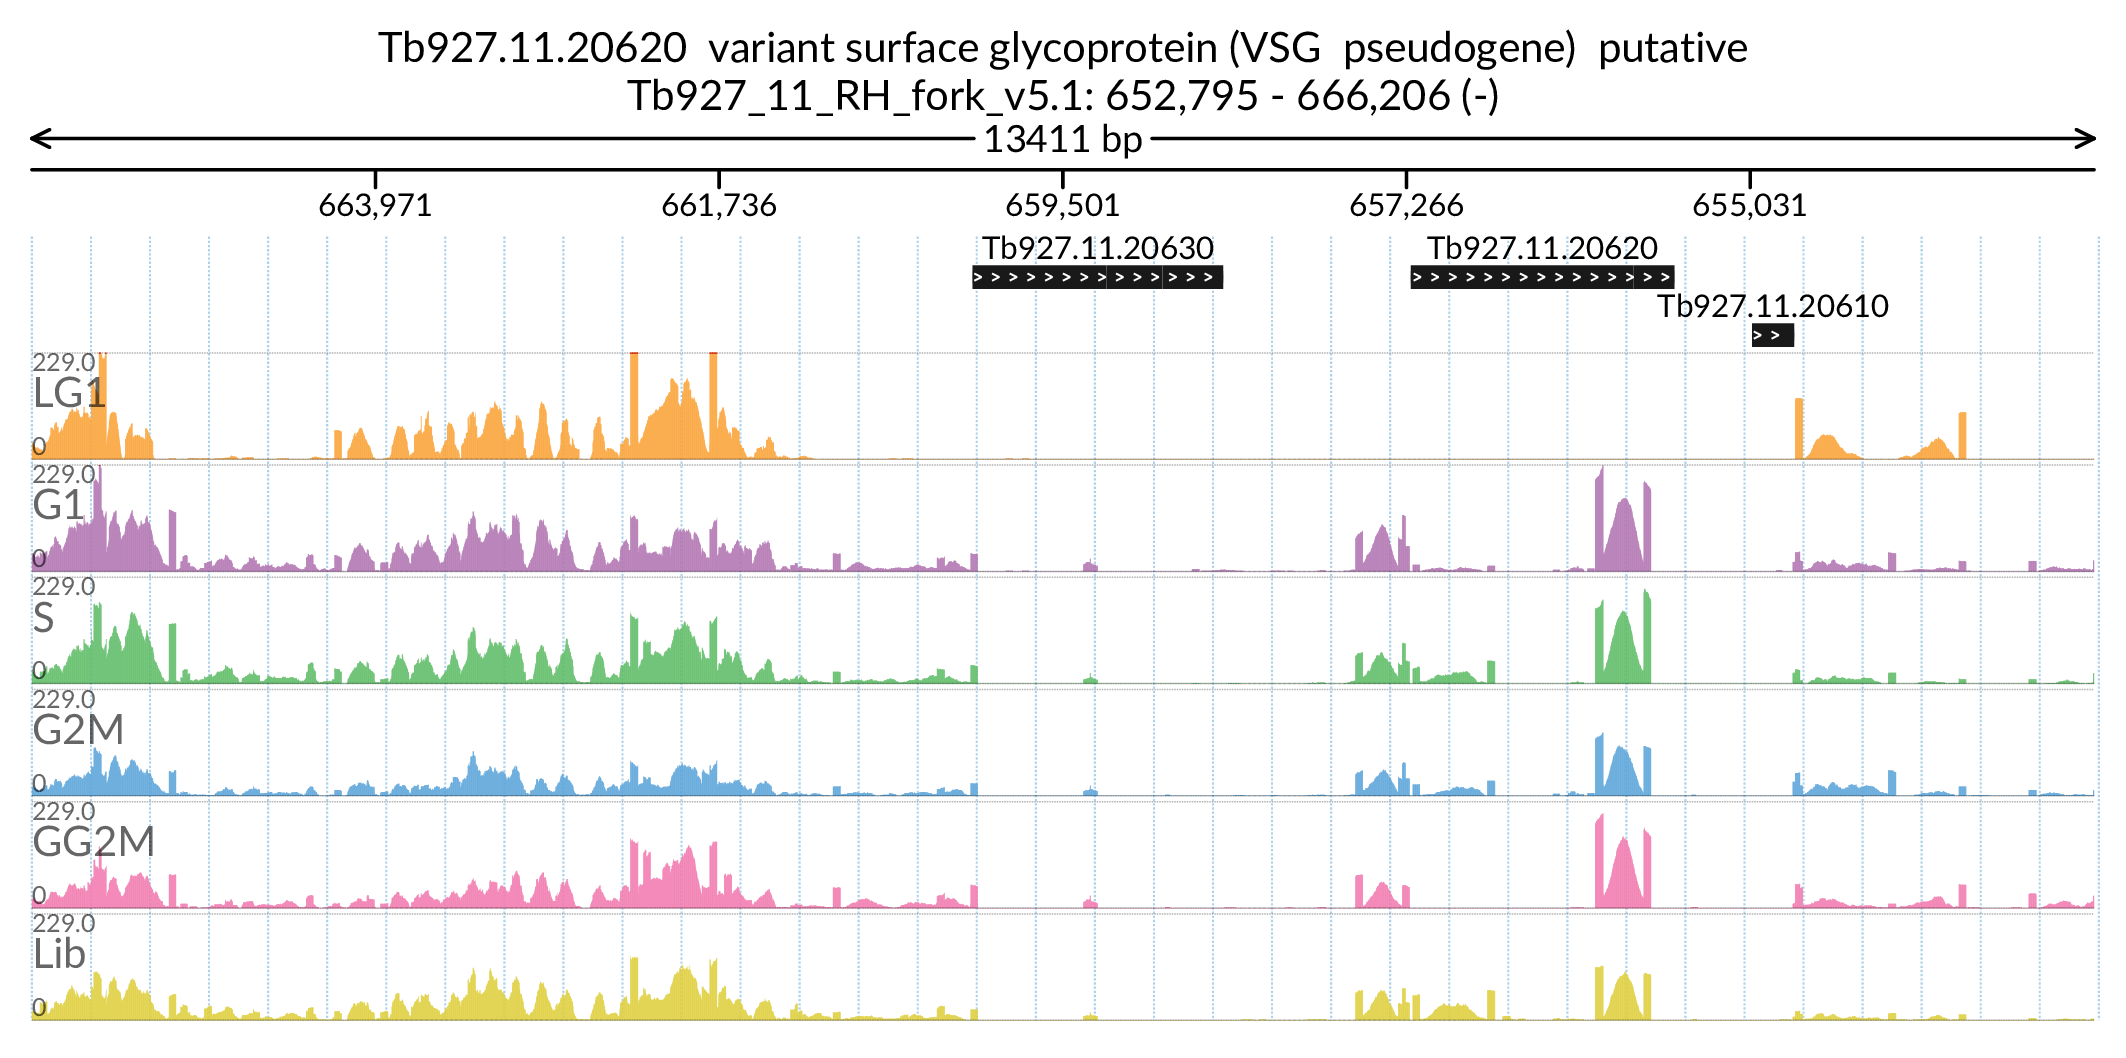 Tb927.11.20620  variant surface glycoprotein (VSG  pseudogene)  putative
Tb927_11_RH_fork_v5.1: 652,795 - 666,206 (-)
13411 bp
663,971 661,736 659,501 657,266 655,031
Tb927.11.20630 Tb927.11.20620
Tb927.11.20610
229.0
LG1
0
229.0
G1
0
229.0
S
0
229.0
G2M
0
229.0
GG2M
0
229.0
Lib
0